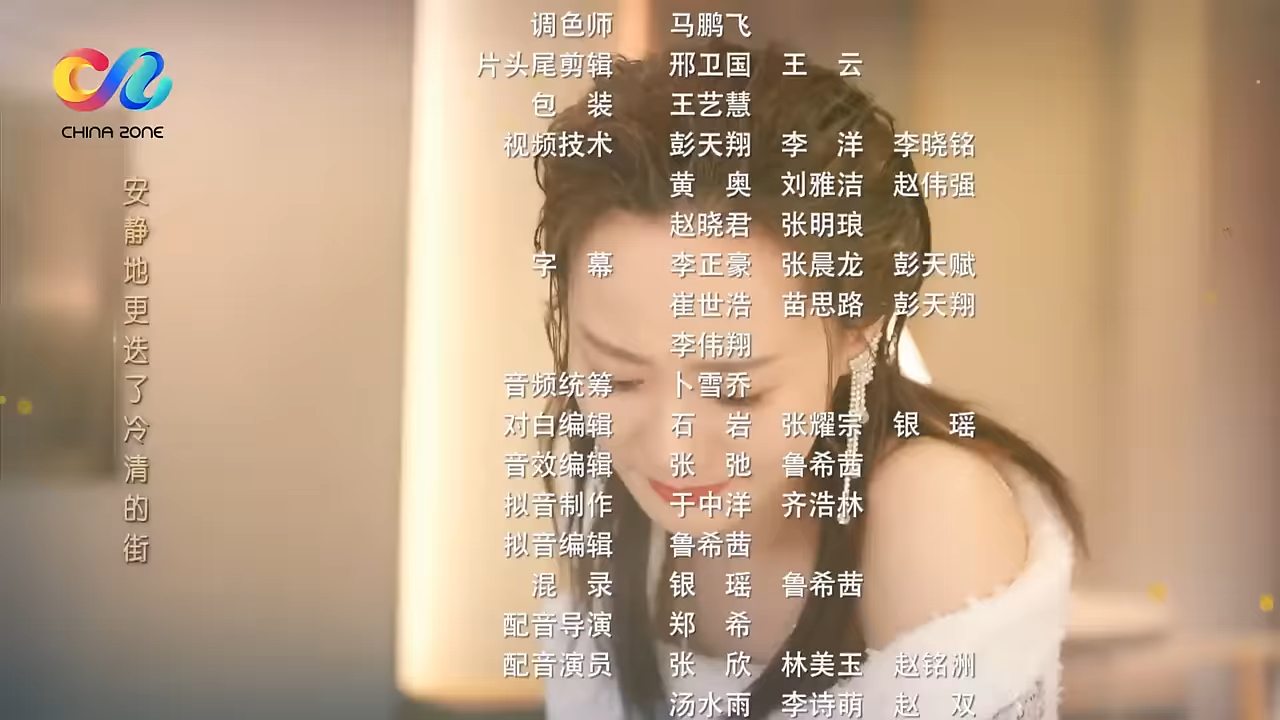 CHINA ZONE
安静地更迭了冷清的街
调色师 马鹏飞
片头尾剪辑 邢卫国 王 云
包 装 王艺慧
视频技术 彭天翔 李 洋 李晓铭
黄 奥 刘雅洁 赵伟强
赵晓君 张明琅
字 幕 李正豪 张晨龙 彭天赋
崔世浩 苗思路 彭天翔
李伟翔
音频统筹 卜雪乔
对白编辑 石 岩 张耀宗 银 瑶
音效编辑 张 弛 鲁希茜
拟音制作 于中洋 齐浩林
拟音编辑 鲁希茜
混 录 银 瑶 鲁希茜
配音导演 郑 希
配音演员 张 欣 林美玉 赵铭洲
汤水雨 李诗萌 赵 双